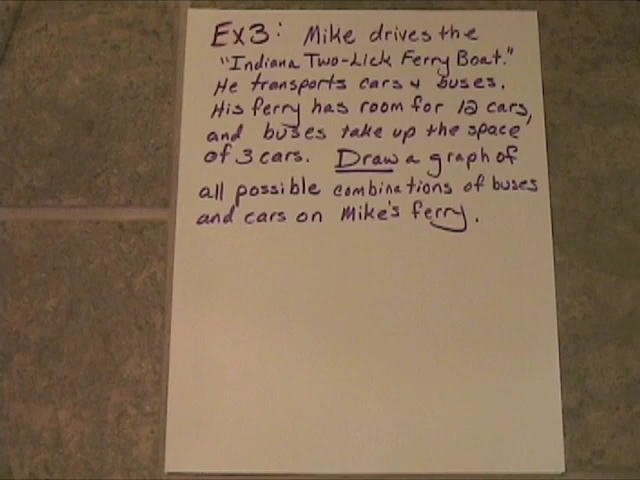 Ex3: Mike drives the
"Indiana Two-Lick Ferry Boat."
He transports cars & buses.
His ferry has room for 12 cars,
and buses take up the space
of 3 cars. Draw a graph of
all possible combinations of buses
and cars on Mike's ferry.